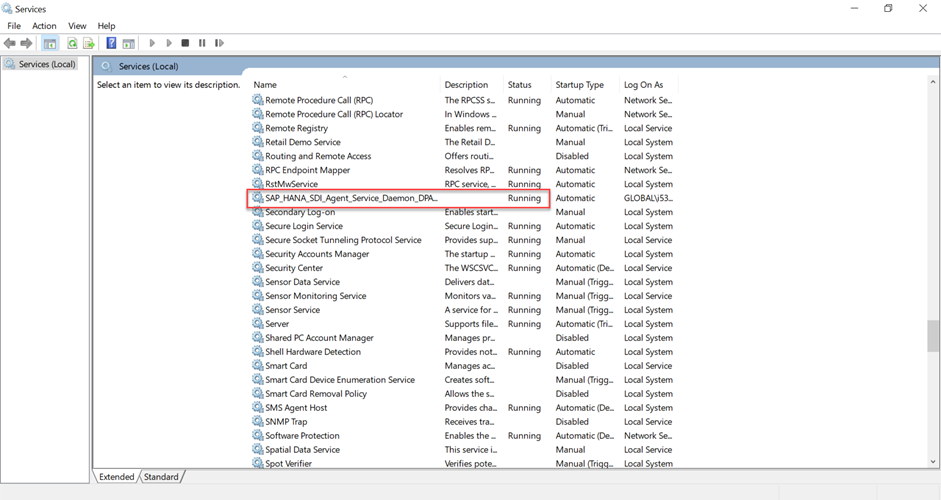 Services
File Action View Help
Services (Local)
Services (Local)
Select an item to view its description.
Name Description Status Startup Type Log On As
Remote Procedure Call (RPC) The RPCSS s... Running Automatic Network Se...
Remote Procedure Call (RPC) Locator In Windows ... Manual Network Se...
Remote Registry Enables rem... Running Automatic (Tri... Local Service
Retail Demo Service The Retail D... Manual Local System
Routing and Remote Access Offers routi... Disabled Local System
RPC Endpoint Mapper Resolves RP... Running Automatic Network Se...
RstMwService RPC service, ... Running Automatic Local System
SAP_HANA_SDI_Agent_Service_Daemon_DPA... Running Automatic GLOBAL\I53...
Secondary Log-on Enables start... Manual Local System
Secure Login Service Secure Login... Running Automatic Local System
Secure Socket Tunneling Protocol Service Provides sup... Running Manual Local Service
Security Accounts Manager The startup ... Running Automatic Local System
Security Center The WSCSVC... Running Automatic (De... Local Service
Sensor Data Service Delivers dat... Manual (Trigg... Local System
Sensor Monitoring Service Monitors va... Running Manual (Trigg... Local Service
Sensor Service A service for ... Running Manual (Trigg... Local System
Server Supports file... Running Automatic (Tri... Local System
Shared PC Account Manager Manages pr... Disabled Local System
Shell Hardware Detection Provides not... Running Automatic Local System
Smart Card Manages ac... Disabled Local Service
Smart Card Device Enumeration Service Creates soft... Manual (Trigg... Local System
Smart Card Removal Policy Allows the s... Disabled Local System
SMS Agent Host Provides cha... Running Automatic (De... Local System
SNMP Trap Receives tra... Disabled Local Service
Software Protection Enables the ... Running Automatic (De... Network Se...
Spatial Data Service This service i... Manual Local Service
Spot Verifier Verifies pote... Manual (Trigg... Local System
Extended Standard